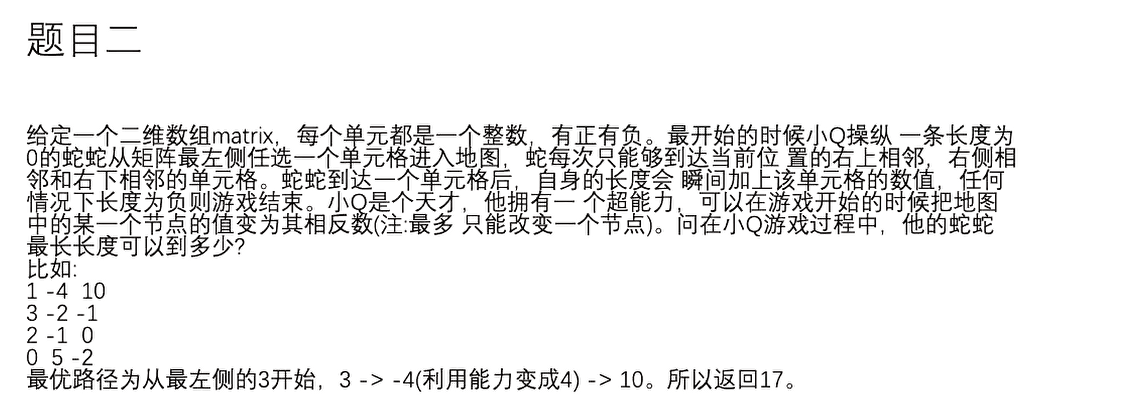 题目二
给定一个二维数组matrix，每个单元都是一个整数，有正有负。最开始的时候小Q操纵 一条长度为
0的蛇蛇从矩阵最左侧任选一个单元格进入地图，蛇每次只能够到达当前位 置的右上相邻，右侧相
邻和右下相邻的单元格。蛇蛇到达一个单元格后，自身的长度会 瞬间加上该单元格的数值，任何
情况下长度为负则游戏结束。小Q是个天才，他拥有一 个超能力，可以在游戏开始的时候把地图
中的某一个节点的值变为其相反数(注:最多 只能改变一个节点)。问在小Q游戏过程中，他的蛇蛇
最长长度可以到多少?
比如:
1 -4 10
3 -2 -1
2 -1 0
0 5 -2
最优路径为从最左侧的3开始，3 -> -4(利用能力变成4) -> 10。所以返回17。